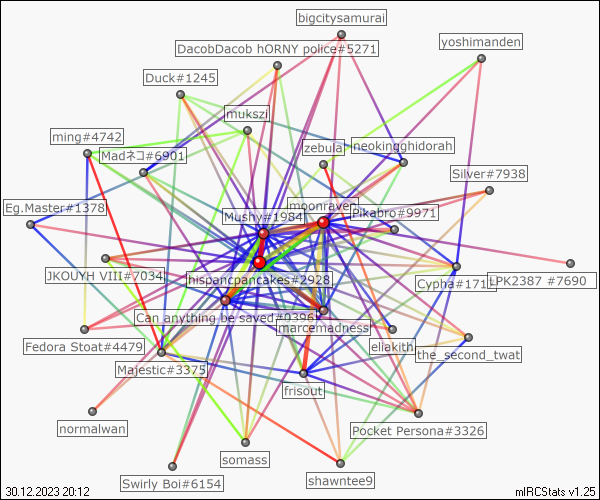 bigcitysamurai
yoshimanden
DacobDacob hORNY police#5271
Duck#1245
mukszi
ming#4742
zebula
neokingghidorah
Madネコ#6901
Silver#7938
Eg.Master#1378
moonraven
Mushy#1984
Pikabro#9971
JKOUYH VIII#7034
hispancpancakes#2928
LPK2387 #7690
Can anything be saved#0396
marcemadness
Fedora Stoat#4479
ellakith
the_second_twat
Majestic#3375
frisout
normalwan
Pocket Persona#3326
somass
Swirly Boi#6154
shawntee9
30.12.2023 20:12
mIRCStats v1.25